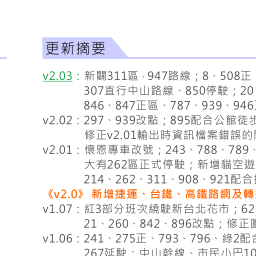 更新摘要
v2.03：新闢311區．947路線；8、508正
307直行中山路線、850停駛；20
846、847正區、787、939、946
v2.02：297、939改點；895配合公館徒步
修正v2.01輸出時資訊檔案錯誤的
v2.01：懷恩專車改號；243、788、789、
大有262區正式停駛；新增貓空遊
214、262、311、908、921配合
《v2.0》 新增捷運、台鐵、高鐵路網及轉
v1.07：紅3部分班次繞駛新台北花市；62
21、260、842、896改點；修正
v1.06：241、275正、793、796、綠2配
267延駛；中山幹線、市民小巴10